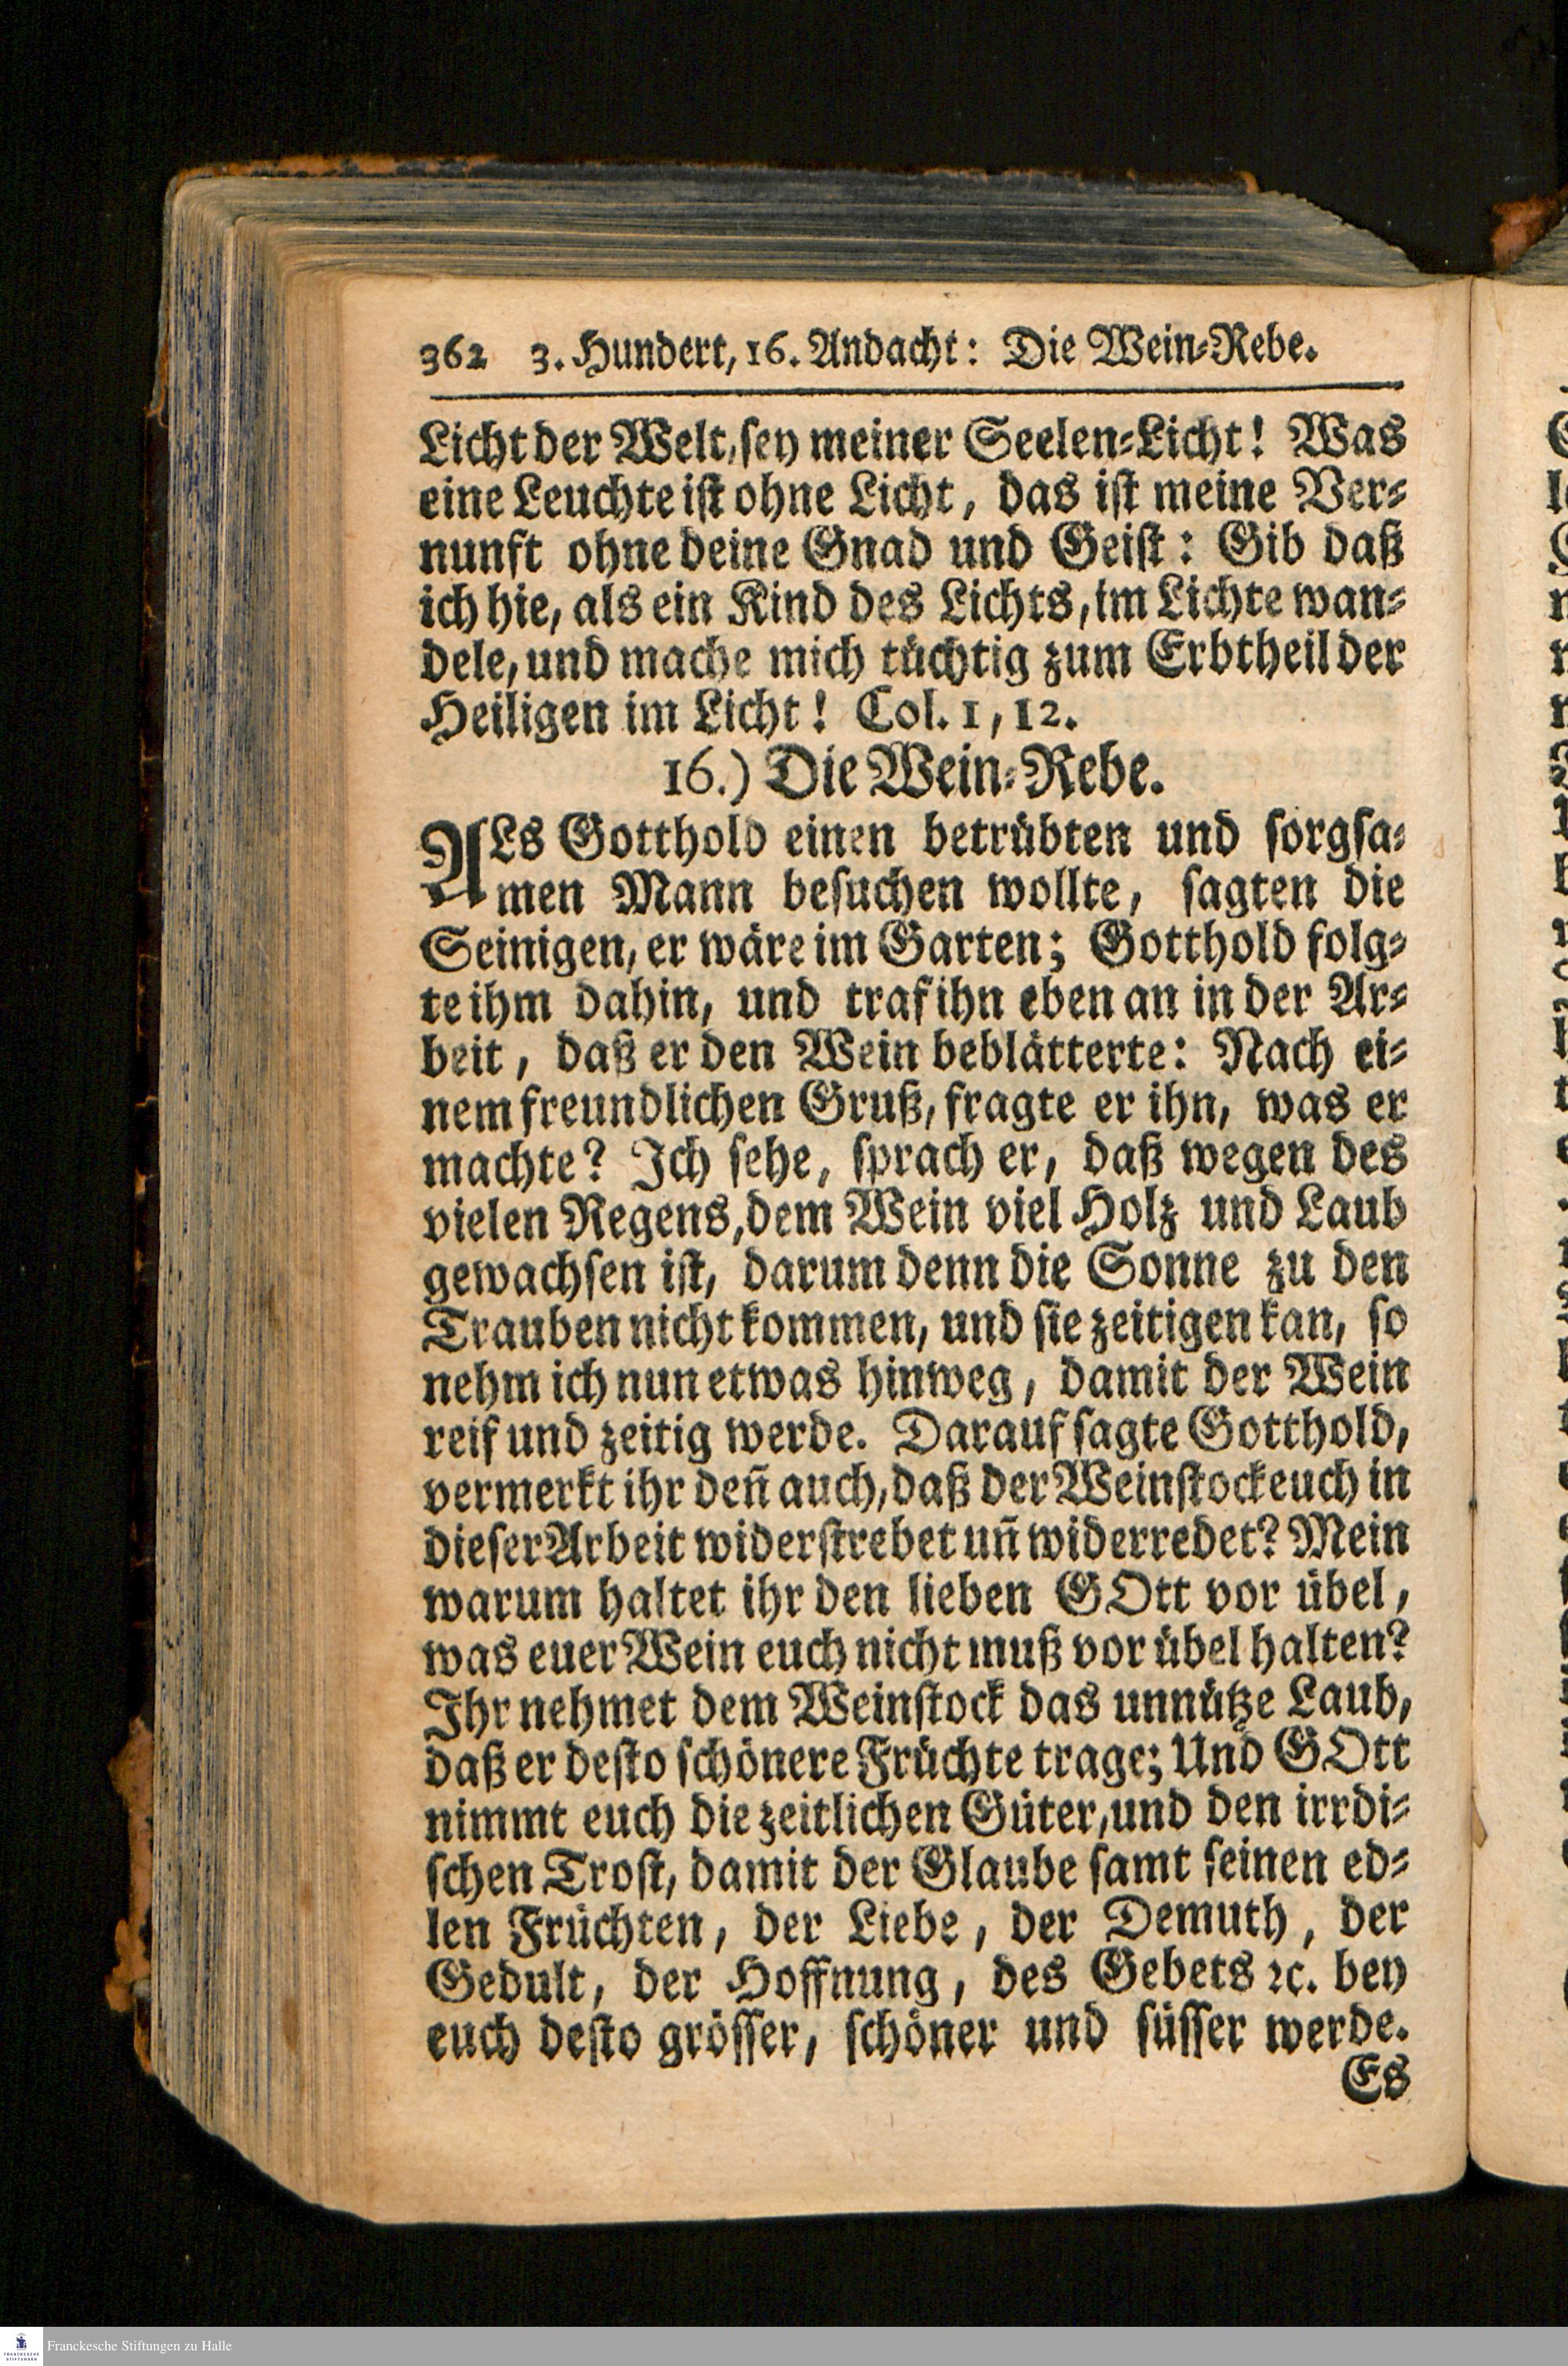 362 3. Hundert, 16. Andacht: Die Wein⸗Rebe.
Licht der Welt, ſey meiner Seelen⸗Licht! Was
eine Leuchte iſt ohne Licht, das iſt meine Ver⸗
nunft ohne deine Gnad und Geiſt: Gib daß
ich hie, als ein Kind des Lichts, im Lichte wan⸗
dele, und mache mich tüchtig zum Erbtheil der
Heiligen im Licht! Col. 1, 12.
16.) Die Wein⸗Rebe.
ALs Gotthold einen betrübten und ſorgſa⸗
men Mann beſuchen wollte, ſagten die
Seinigen, er wäre im Garten; Gotthold folg⸗
te ihm dahin, und traf ihn eben an in der Ar⸗
beit, daß er den Wein beblätterte: Nach ei⸗
nem freundlichen Gruß, fragte er ihn, was er
machte? Ich ſehe, ſprach er, daß wegen des
vielen Regens, dem Wein viel Holz und Laub
gewachſen iſt, darum denn die Sonne zu den
Trauben nicht kommen, und ſie zeitigen kan, ſo
nehm ich nun etwas hinweg, damit der Wein
reif und zeitig werde. Darauf ſagte Gotthold,
vermerkt ihr deñ auch, daß der Weinſtock euch in
dieſer Arbeit widerſtrebet uñ widerredet? Mein
warum haltet ihr den lieben GOtt vor übel,
was euer Wein euch nicht muß vor übel halten?
Ihr nehmet dem Weinſtock das unnütze Laub,
daß er deſto ſchönere Früchte trage; Und GOtt
nimmt euch die zeitlichen Güter, und den irrdi⸗
ſchen Troſt, damit der Glaube ſamt ſeinen ed⸗
len Früchten, der Liebe, der Demuth, der
Gedult, der Hoffnung, des Gebets ꝛc. bey
euch deſto gröſſer, ſchöner und ſüſſer werde.
Es
Franckesche Stiftungen zu Halle